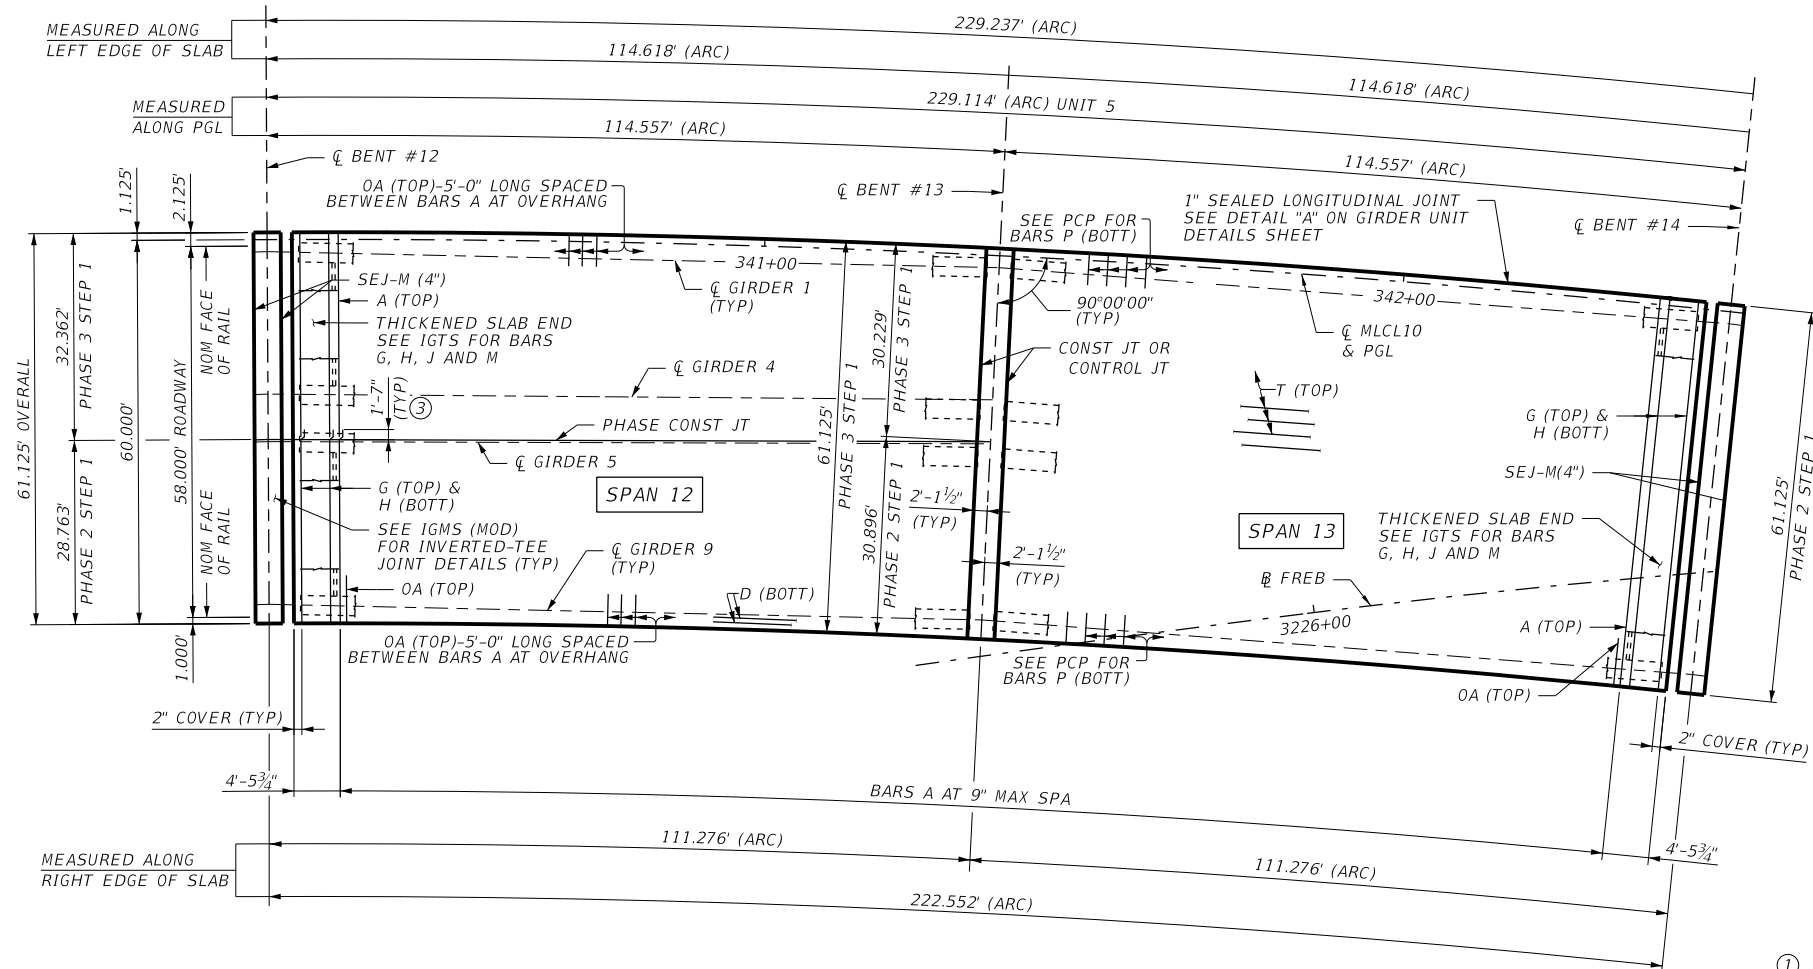 MEASURED ALONG
LEFT EDGE OF SLAB
229.237' (ARC)
114.618' (ARC)
114.618' (ARC)
MEASURED
ALONG PGL
229.114' (ARC) UNIT 5
114.557' (ARC)
114.557' (ARC)
℄ BENT #12
℄ BENT #13
℄ BENT #14
1.125'
2.125'
OA (TOP)-5'-0" LONG SPACED
BETWEEN BARS A AT OVERHANG
SEE PCP FOR
BARS P (BOTT)
1" SEALED LONGITUDINAL JOINT
SEE DETAIL "A" ON GIRDER UNIT
DETAILS SHEET
341+00
342+00
SEJ-M (4")
A (TOP)
℄ GIRDER 1
(TYP)
90°00'00"
(TYP)
℄ MLCL10
& PGL
THICKENED SLAB END
SEE IGTS FOR BARS
G, H, J AND M
CONST JT OR
CONTROL JT
61.125' OVERALL
32.362'
PHASE 3 STEP 1
60.000'
58.000' ROADWAY
NOM FACE
OF RAIL
28.763'
PHASE 2 STEP 1
NOM FACE
OF RAIL
1'-7"
(TYP)
3
℄ GIRDER 4
PHASE CONST JT
℄ GIRDER 5
61.125'
PHASE 3 STEP 1
30.229'
PHASE 3 STEP 1
30.896'
PHASE 2 STEP 1
T (TOP)
G (TOP) &
H (BOTT)
SEJ-M(4")
G (TOP) &
H (BOTT)
SPAN 12
2'-1½"
(TYP)
SPAN 13
THICKENED SLAB END
SEE IGTS FOR BARS
G, H, J AND M
61.125'
PHASE 2 STEP 1
SEE IGMS (MOD)
FOR INVERTED-TEE
JOINT DETAILS (TYP)
℄ GIRDER 9
(TYP)
2'-1½"
(TYP)
B FREB
OA (TOP)
D (BOTT)
3226+00
A (TOP)
1.000'
OA (TOP)-5'-0" LONG SPACED
BETWEEN BARS A AT OVERHANG
SEE PCP FOR
BARS P (BOTT)
OA (TOP)
2" COVER (TYP)
2" COVER (TYP)
4'-5¾"
BARS A AT 9" MAX SPA
4'-5¾"
MEASURED ALONG
RIGHT EDGE OF SLAB
111.276' (ARC)
111.276' (ARC)
222.552' (ARC)
1